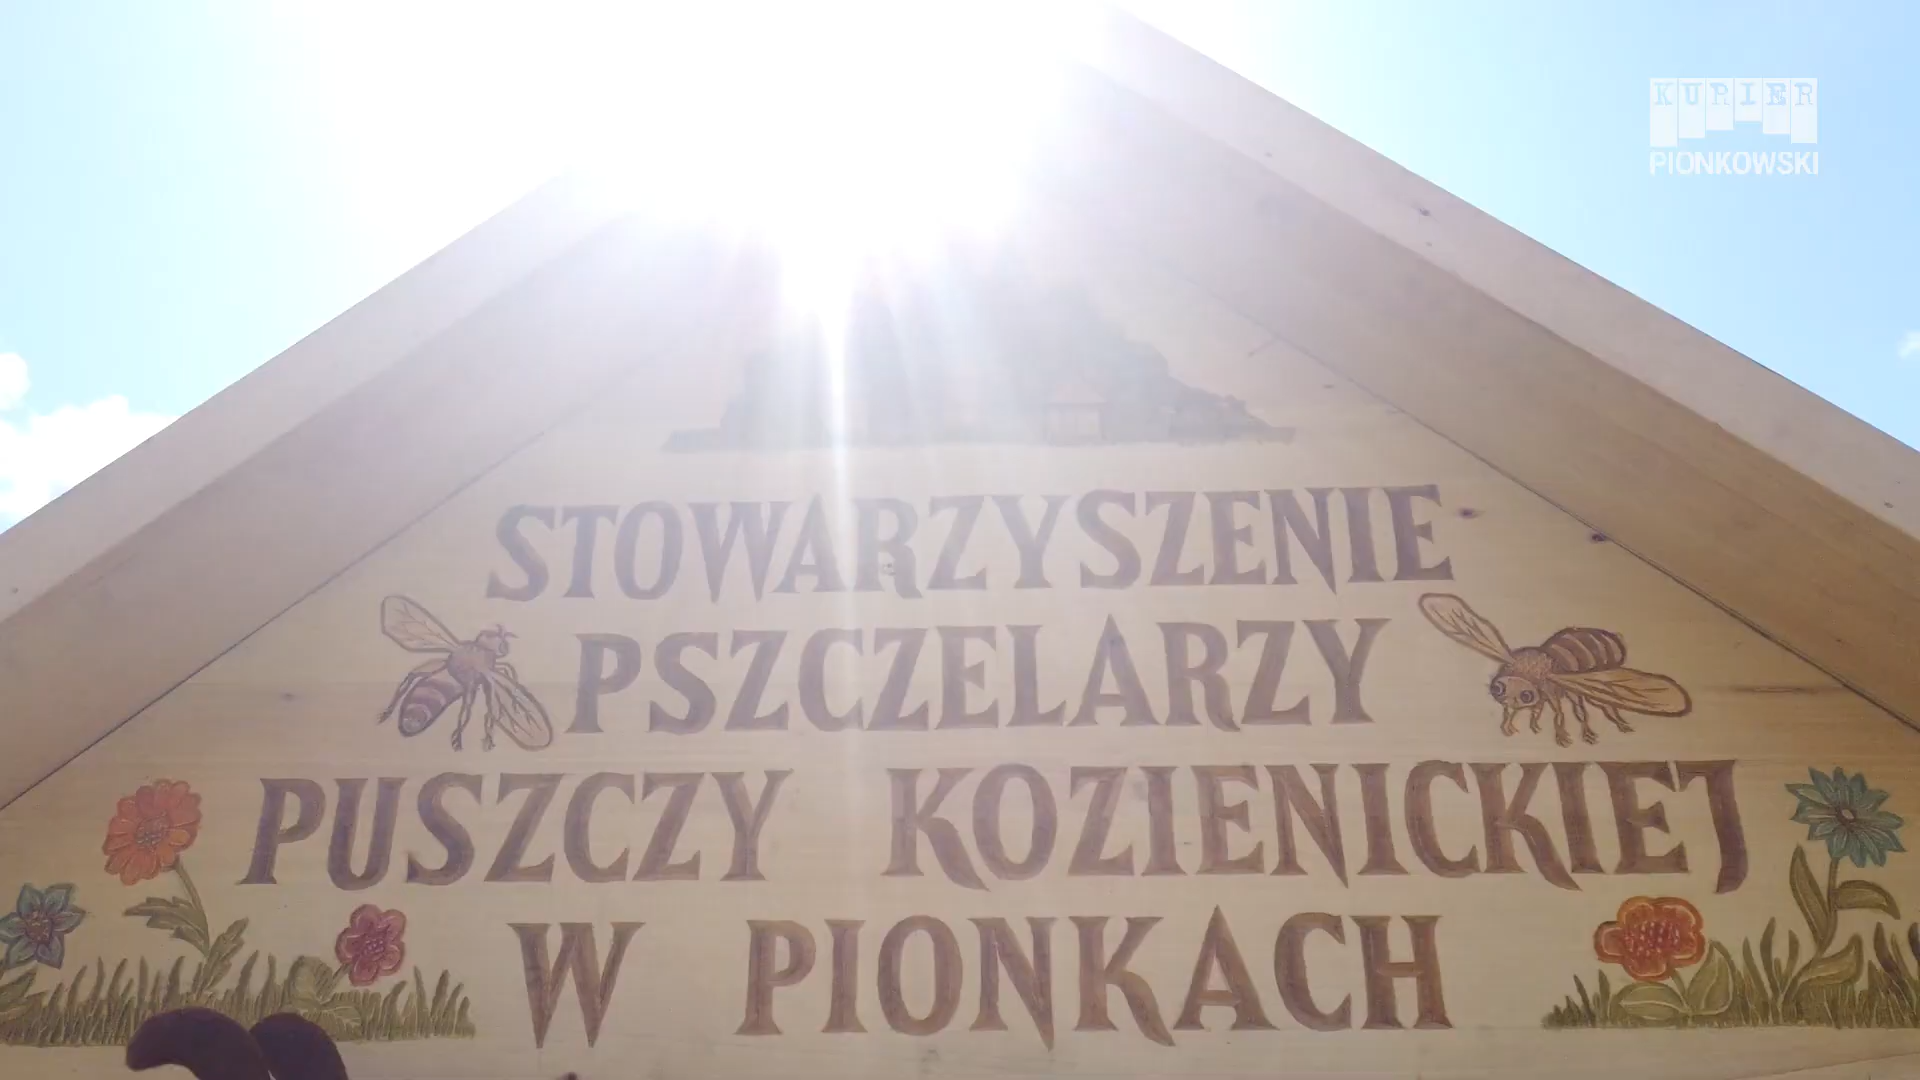 KURIER
PIONKOWSKI
STOWARZYSZENIE
PSZCZELARZY
PUSZCZY KOZIENICKIEJ
W PIONKACH